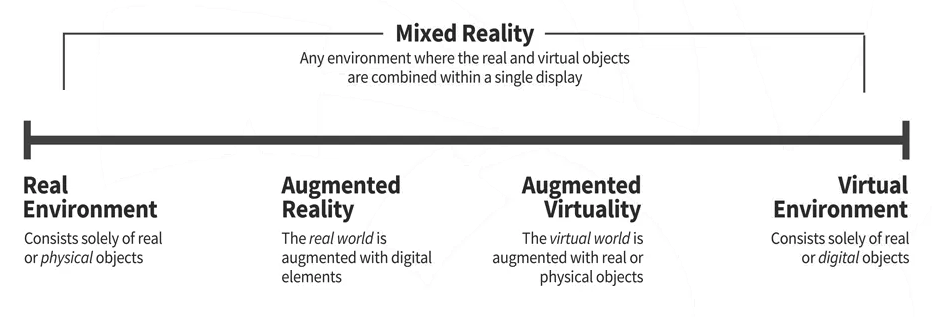 Mixed Reality
Any environment where the real and virtual objects
are combined within a single display
Real
Environment
Consists solely of real
or physical objects
Augmented
Reality
The real world is
augmented with digital
elements
Augmented
Virtuality
The virtual world is
augmented with real or
physical objects
Virtual
Environment
Consists solely of real
or digital objects